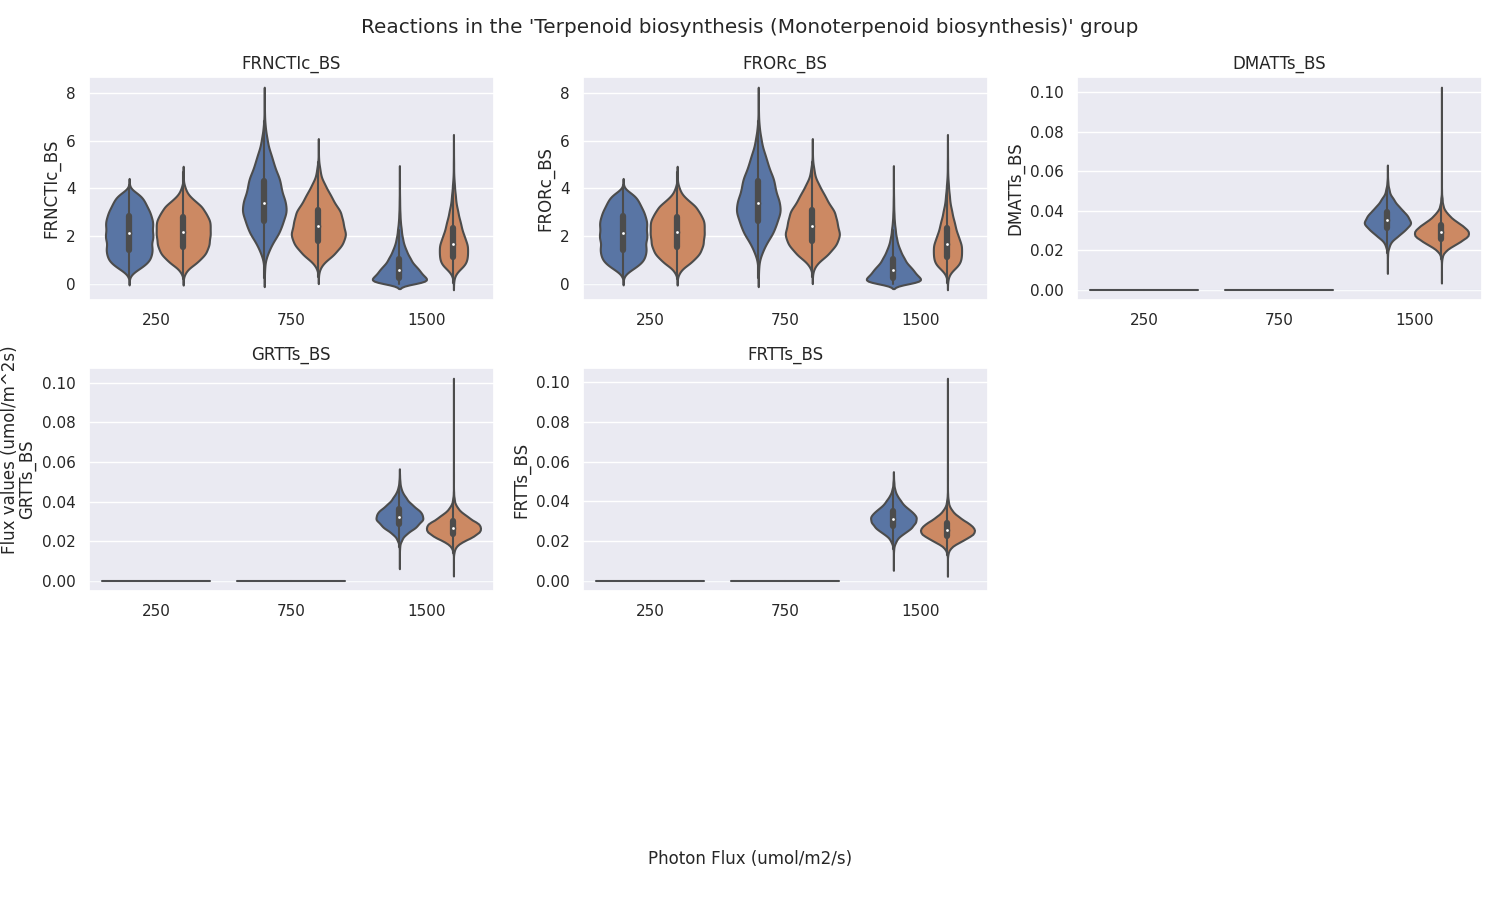 Reactions in the 'Terpenoid biosynthesis (Monoterpenoid biosynthesis)' group
FRNCTIc_BS
FRNCTIc_BS
8
6
4
2
0
250 750 1500
FRORc_BS
FRORc_BS
8
6
4
2
0
250 750 1500
DMATTs_BS
DMATTs_BS
0.10
0.08
0.06
0.04
0.02
0.00
250 750 1500
Flux values (umol/m^2s)
GRTTs_BS
GRTTs_BS
0.10
0.08
0.06
0.04
0.02
0.00
250 750 1500
FRTTs_BS
FRTTs_BS
0.10
0.08
0.06
0.04
0.02
0.00
250 750 1500
Photon Flux (umol/m2/s)